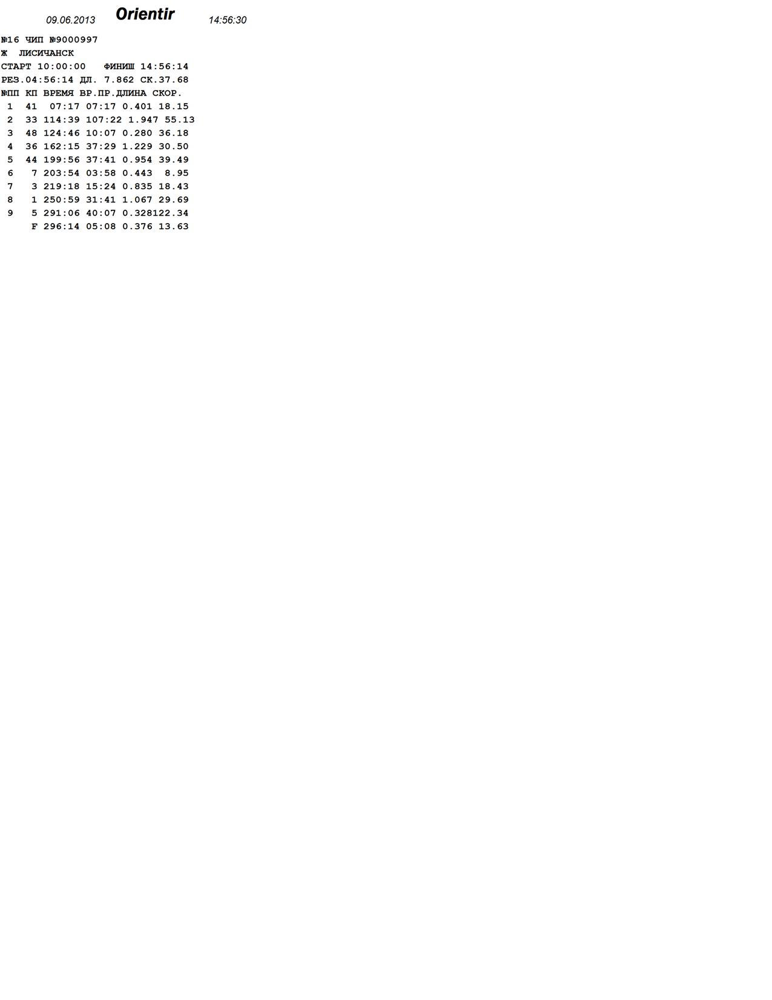 09.06.2013 Orientir 14:56:30
№16 ЧИП №9000997
Ж ЛИСИЧАНСК
СТАРТ 10:00:00 ФИНИШ 14:56:14
РЕЗ.04:56:14 ДЛ. 7.862 СК.37.68
№ПП КП ВРЕМЯ ВР.ПР.ДЛИНА СКОР.
1 41 07:17 07:17 0.401 18.15
2 33 114:39 107:22 1.947 55.13
3 48 124:46 10:07 0.280 36.18
4 36 162:15 37:29 1.229 30.50
5 44 199:56 37:41 0.954 39.49
6 7 203:54 03:58 0.443 8.95
7 3 219:18 15:24 0.835 18.43
8 1 250:59 31:41 1.067 29.69
9 5 291:06 40:07 0.328122.34
F 296:14 05:08 0.376 13.63